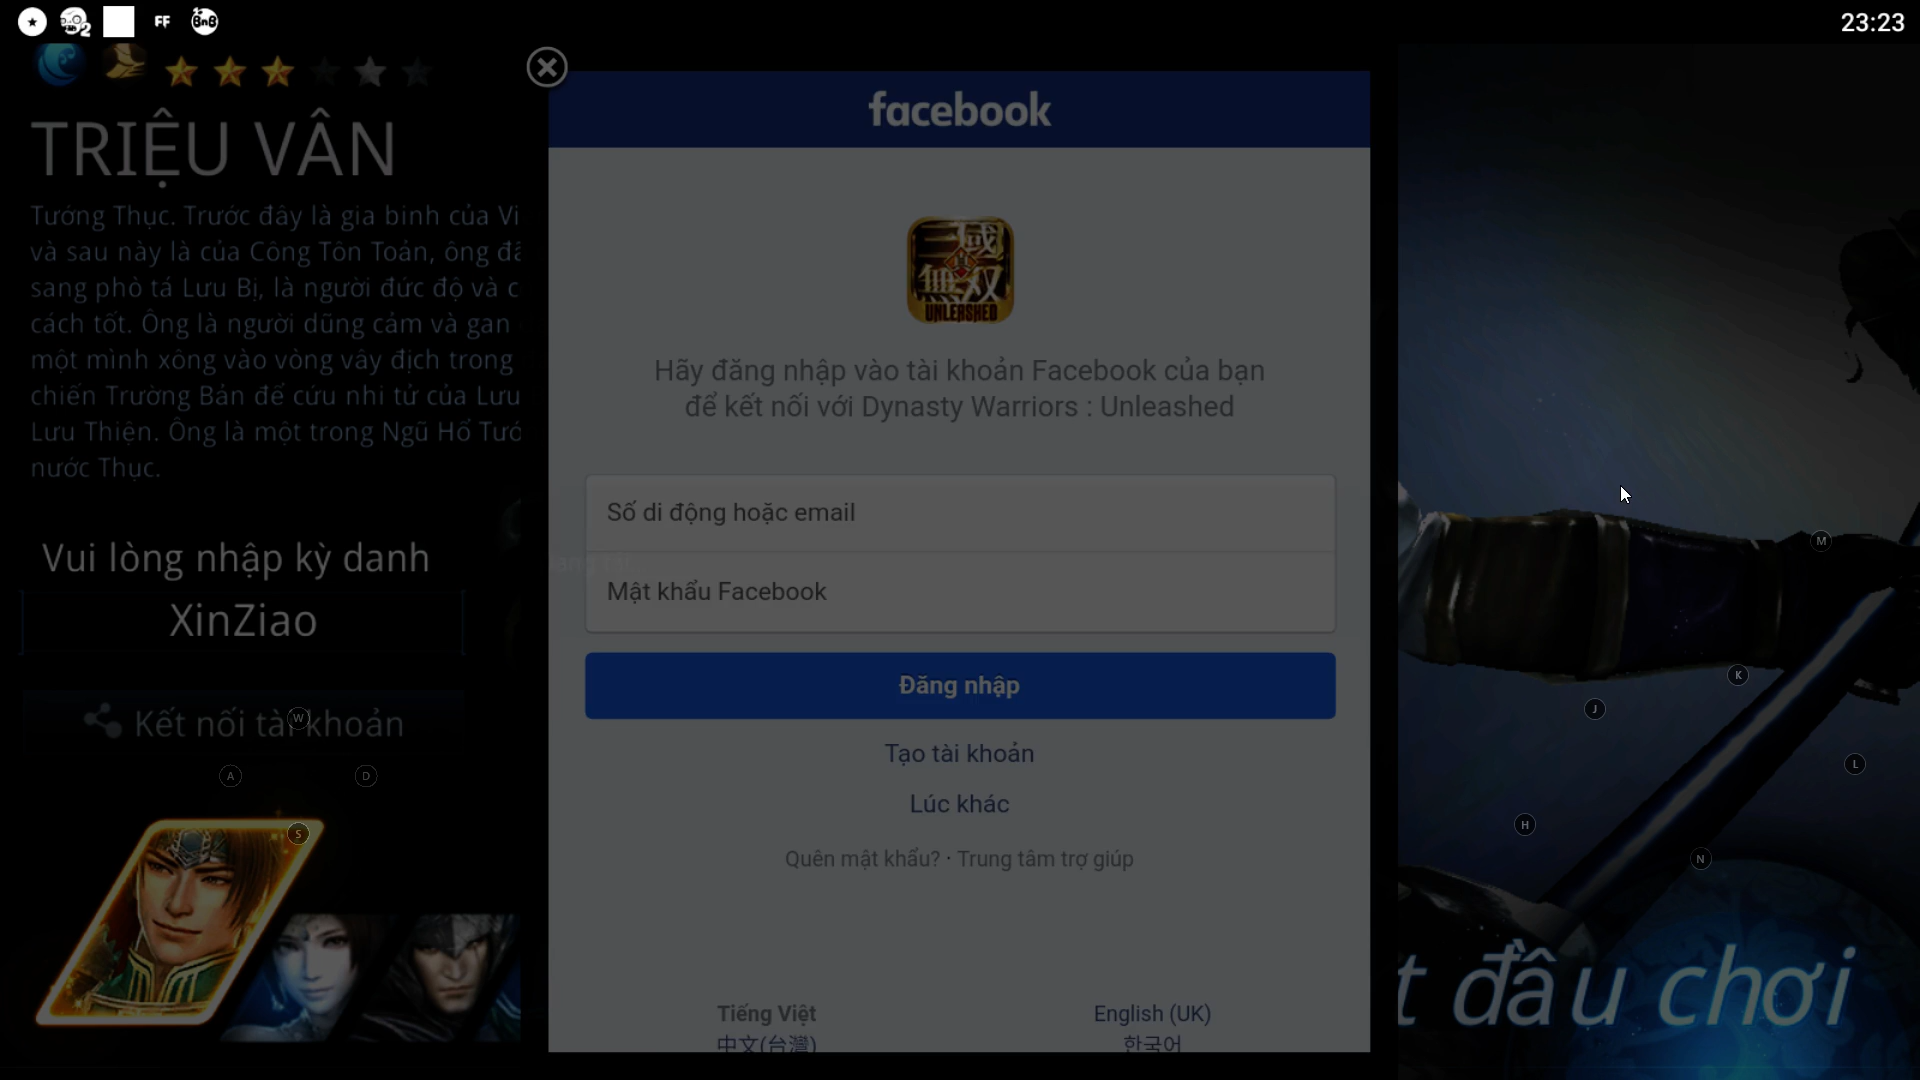 FF
BnB
23:23
TRIỆU VÂN
Tướng Thục. Trước đây là gia binh của Vi
và sau này là của Công Tôn Toản, ông đã
sang phò tá Lưu Bị, là người đức độ và c
cách tốt. Ông là người dũng cảm và gan
một mình xông vào vòng vây địch trong
chiến Trường Bản để cứu nhi tử của Lưu
Lưu Thiện. Ông là một trong Ngũ Hổ Tướ
nước Thục.
Vui lòng nhập kỳ danh
XinZiao
Kết nối tài khoản
W
A
D
S
facebook
三國
無双
UNLEASHED
Hãy đăng nhập vào tài khoản Facebook của bạn
để kết nối với Dynasty Warriors : Unleashed
Số di động hoặc email
Mật khẩu Facebook
Đăng nhập
Tạo tài khoản
Lúc khác
Quên mật khẩu? · Trung tâm trợ giúp
Tiếng Việt
English (UK)
中文(台灣)
한국어
M
K
J
L
H
N
t đầu chơi